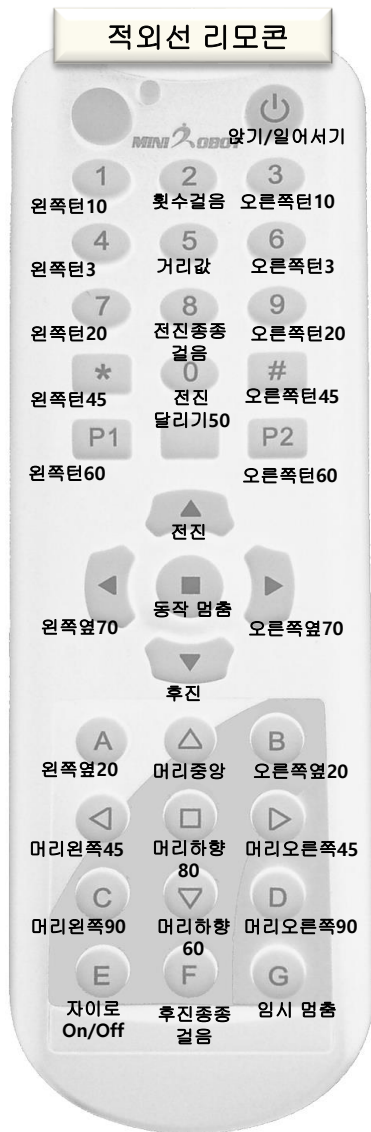 적외선 리모콘
MINI ROBOT
앉기/일어서기
1 2 3
왼쪽턴10 횟수걸음 오른쪽턴10
4 5 6
왼쪽턴3 거리값 오른쪽턴3
7 8 9
왼쪽턴20 전진종종 오른쪽턴20
걸음
* 0 #
왼쪽턴45 전진 오른쪽턴45
달리기50
P1 P2
왼쪽턴60 오른쪽턴60
전진
왼쪽옆70 동작 멈춤 오른쪽옆70
후진
A B
왼쪽옆20 머리중앙 오른쪽옆20
머리왼쪽45 머리하향 머리오른쪽45
80
C D
머리왼쪽90 머리하향 머리오른쪽90
60
E F G
자이로 후진종종 임시 멈춤
On/Off 걸음